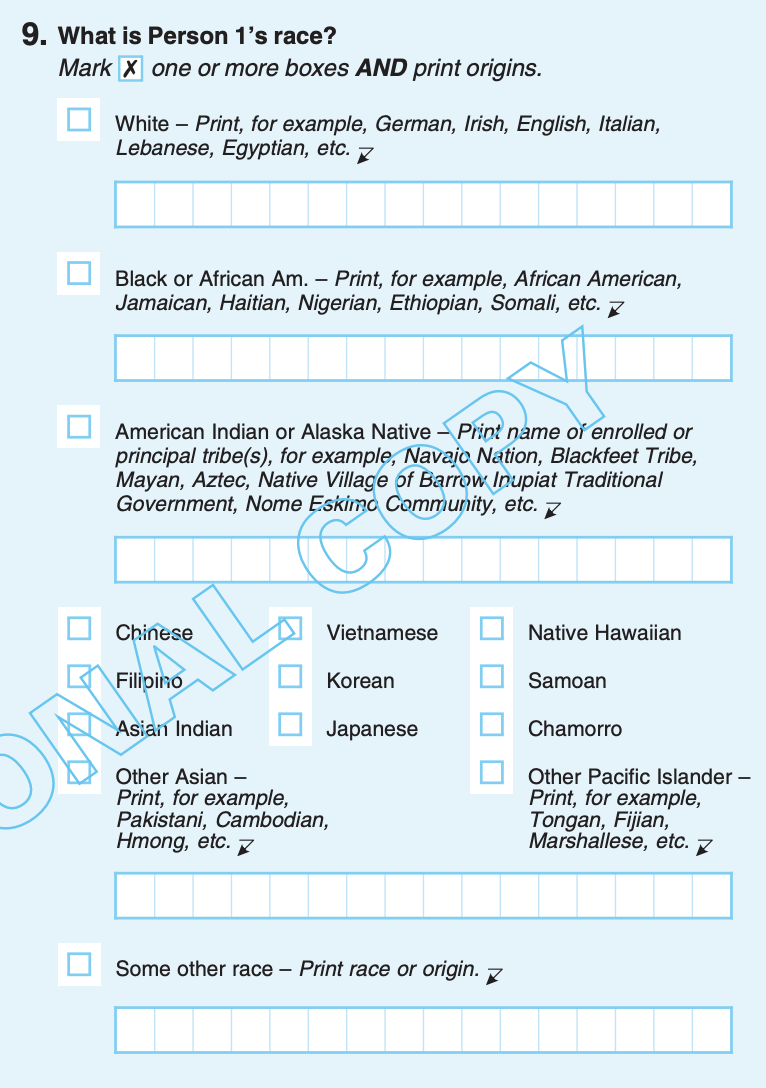 9. What is Person 1’s race?
Mark ✗ one or more boxes AND print origins.
White – Print, for example, German, Irish, English, Italian,
Lebanese, Egyptian, etc.
Black or African Am. – Print, for example, African American,
Jamaican, Haitian, Nigerian, Ethiopian, Somali, etc.
American Indian or Alaska Native – Print name of enrolled or
principal tribe(s), for example, Navajo Nation, Blackfeet Tribe,
Mayan, Aztec, Native Village of Barrow Inupiat Traditional
Government, Nome Eskimo Community, etc.
Chinese
Filipino
Asian Indian
Other Asian –
Print, for example,
Pakistani, Cambodian,
Hmong, etc.
Vietnamese
Korean
Japanese
Native Hawaiian
Samoan
Chamorro
Other Pacific Islander –
Print, for example,
Tongan, Fijian,
Marshallese, etc.
Some other race – Print race or origin.
ONAL COPY